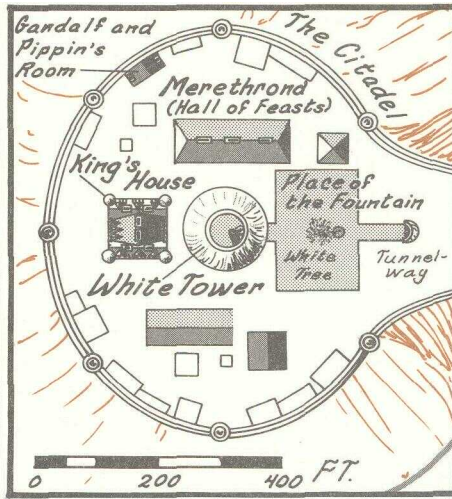 Gandalf and
Pippin's
Room
The Citadel
Merethrond
(Hall of Feasts)
King's
House
Place of
the Fountain
White
Tree
Tunnel-
way
White Tower
0 200 400 FT.